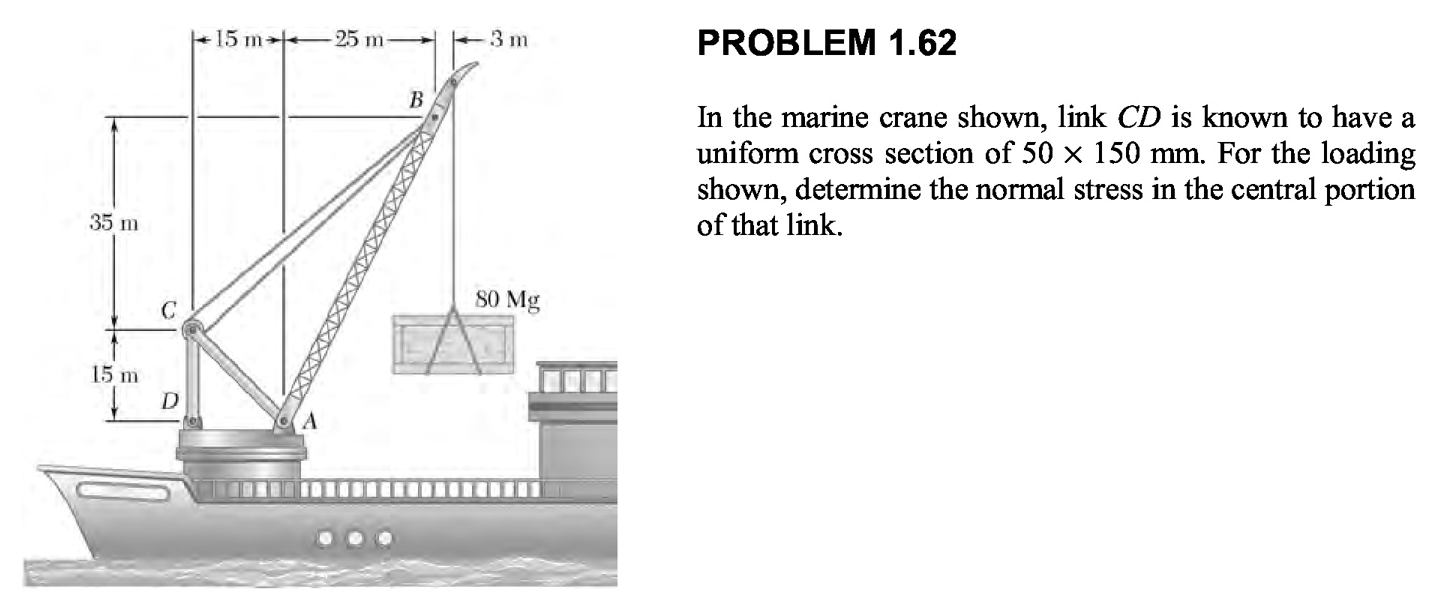 15 m 25 m 3 m
PROBLEM 1.62
B
In the marine crane shown, link CD is known to have a
uniform cross section of 50 × 150 mm. For the loading
shown, determine the normal stress in the central portion
of that link.
35 m
C
80 Mg
15 m
D
A